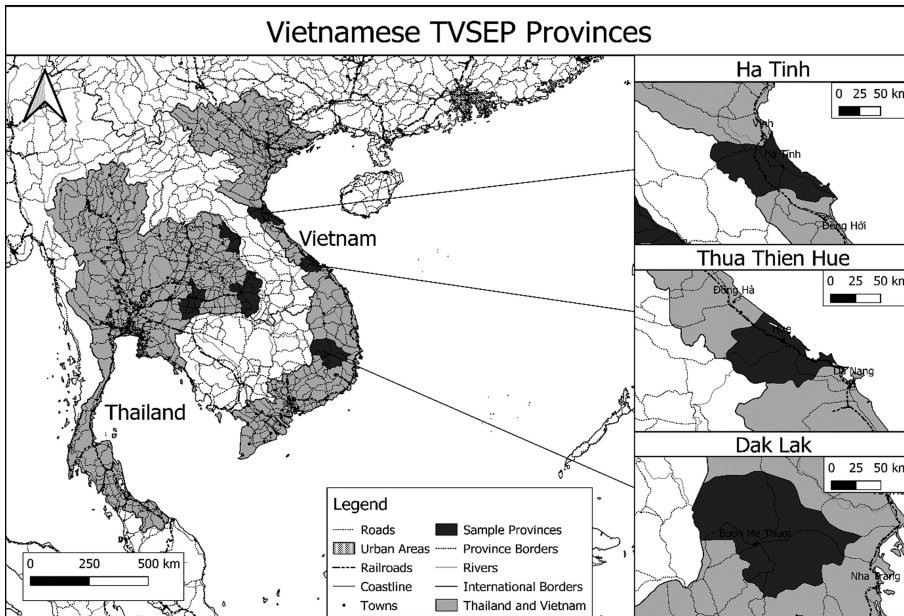 Vietnamese TVSEP Provinces
Vietnam
Thailand
0 250 500 km
Legend
Roads
Urban Areas
Railroads
Coastline
Towns
Sample Provinces
Province Borders
Rivers
International Borders
Thailand and Vietnam
Ha Tinh
0 25 50 km
Vinh
Hà Tĩnh
Đồng Hới
Thua Thien Hue
0 25 50 km
Đông Hà
Hue
Da Nang
Dak Lak
0 25 50 km
Buon Me Thuot
Nha Trang